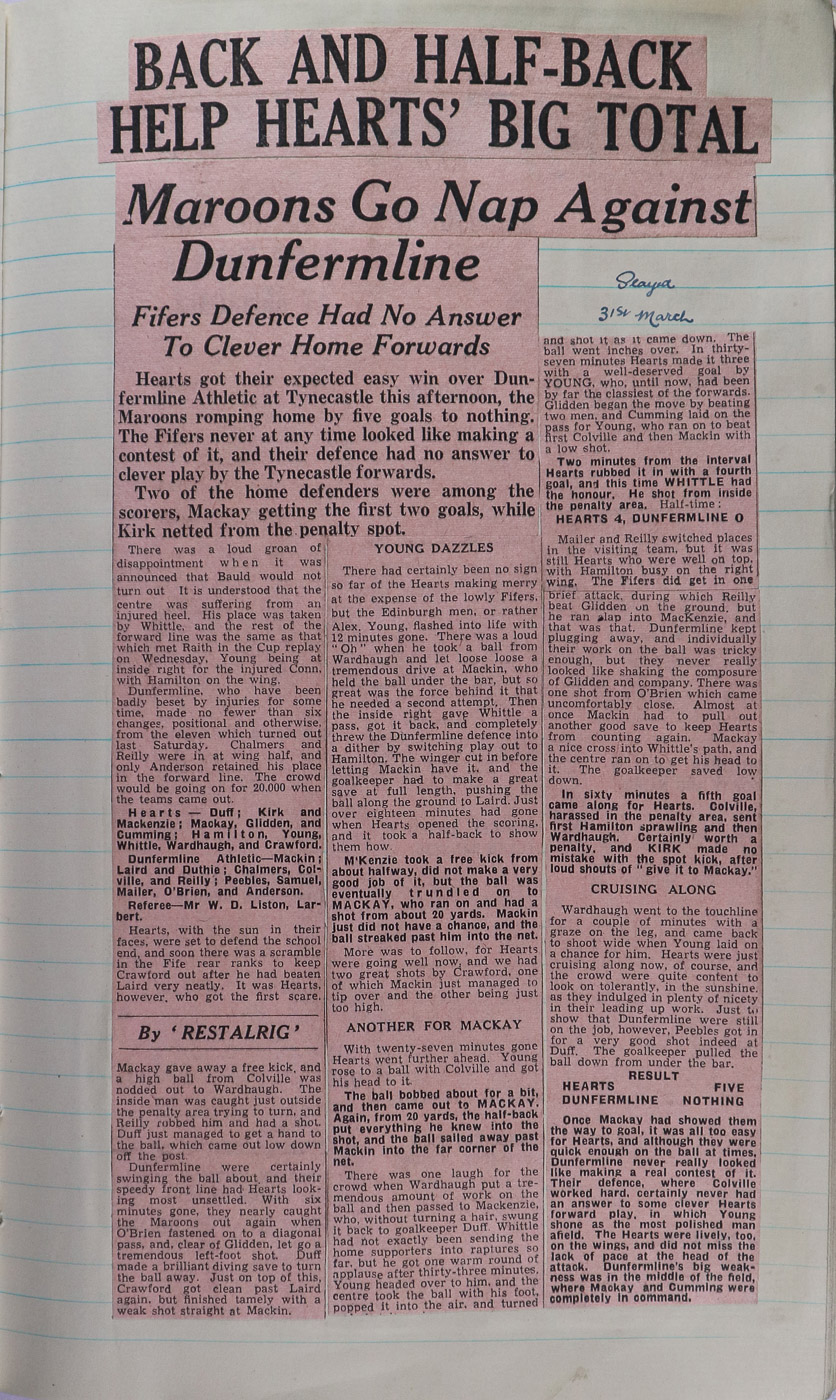 BACK AND HALF-BACK
HELP HEARTS' BIG TOTAL
Maroons Go Nap Against
Dunfermline
Fifers Defence Had No Answer
To Clever Home Forwards
Hearts got their expected easy win over Dun-
fermline Athletic at Tynecastle this afternoon, the
Maroons romping home by five goals to nothing.
The Fifers never at any time looked like making a
contest of it, and their defence had no answer to
clever play by the Tynecastle forwards.
Two of the home defenders were among the
scorers, Mackay getting the first two goals, while
Kirk netted from the penalty spot.
There was a loud groan of
disappointment when it was
announced that Bauld would not
turn out It is understood that the
centre was suffering from an
injured heel. His place was taken
by Whittle, and the rest of the
forward line was the same as that
which met Raith in the Cup replay
on Wednesday, Young being at
inside right for the injured Conn,
with Hamilton on the wing.
Dunfermline, who have been
badly beset by injuries for some
time, made no fewer than six
changes, positional and otherwise,
from the eleven which turned out
last Saturday. Chalmers and
Reilly were in at wing half, and
only Anderson retained his place
in the forward line. The crowd
would be going on for 20,000 when
the teams came out.
Hearts — Duff; Kirk and
Mackenzie; Mackay, Glidden, and
Cumming; Hamilton, Young,
Whittle, Wardhaugh, and Crawford.
Dunfermline Athletic—Mackin;
Laird and Duthie; Chalmers, Col-
ville, and Reilly; Peebles, Samuel,
Mailer, O'Brien, and Anderson.
Referee—Mr W. D. Liston, Lar-
bert.
Hearts, with the sun in their
faces, were set to defend the school
end, and soon there was a scramble
in the Fife rear ranks to keep
Crawford out after he had beaten
Laird very neatly. It was Hearts,
however, who got the first scare.
By 'RESTALRIG'
Mackay gave away a free kick, and
a high ball from Colville was
nodded out to Wardhaugh. The
inside man was caught just outside
the penalty area trying to turn, and
Reilly robbed him and had a shot.
Duff just managed to get a hand to
the ball, which came out low down
off the post.
Dunfermline were certainly
swinging the ball about, and their
speedy front line had Hearts look-
ing most unsettled. With six
minutes gone, they nearly caught
the Maroons out again when
O'Brien fastened on to a diagonal
pass, and, clear of Glidden, let go a
tremendous left-foot shot. Duff
made a brilliant diving save to turn
the ball away. Just on top of this,
Crawford got clean past Laird
again, but finished tamely with a
weak shot straight at Mackin.
YOUNG DAZZLES
There had certainly been no sign
so far of the Hearts making merry
at the expense of the lowly Fifers,
but the Edinburgh men, or rather
Alex. Young, flashed into life with
12 minutes gone. There was a loud
"Oh" when he took a ball from
Wardhaugh and let loose loose a
tremendous drive at Mackin, who
held the ball under the bar, but so
great was the force behind it that
he needed a second attempt. Then
the inside right gave Whittle a
pass, got it back, and completely
threw the Dunfermline defence into
a dither by switching play out to
Hamilton. The winger cut in before
letting Mackin have it, and the
goalkeeper had to make a great
save at full length, pushing the
ball along the ground to Laird. Just
over eighteen minutes had gone
when Hearts opened the scoring,
and it took a half-back to show
them how.
M'Kenzie took a free kick from
about halfway, did not make a very
good job of it, but the ball was
eventually trundled on to
MACKAY, who ran on and had a
shot from about 20 yards. Mackin
just did not have a chance, and the
ball streaked past him into the net.
More was to follow, for Hearts
were going well now, and we had
two great shots by Crawford, one
of which Mackin just managed to
tip over and the other being just
too high.
ANOTHER FOR MACKAY
With twenty-seven minutes gone
Hearts went further ahead. Young
rose to a ball with Colville and got
his head to it.
The ball bobbed about for a bit,
and then came out to MACKAY.
Again, from 20 yards, the half-back
put everything he knew into the
shot, and the ball sailed away past
Mackin into the far corner of the
net.
There was one laugh for the
crowd when Wardhaugh put a tre-
mendous amount of work on the
ball and then passed to Mackenzie,
who, without turning a hair, swung
it back to goalkeeper Duff. Whittle
had not exactly been sending the
home supporters into raptures so
far, but he got one warm round of
applause after thirty-three minutes.
Young headed over to him, and the
centre took the ball with his foot,
popped it into the air, and turned
31st March
and shot it as it came down. The
ball went inches over. In thirty-
seven minutes Hearts made it three
with a well-deserved goal by
YOUNG, who, until now, had been
by far the classiest of the forwards.
Glidden began the move by beating
two men, and Cumming laid on the
pass for Young, who ran on to beat
first Colville and then Mackin with
a low shot.
Two minutes from the interval
Hearts rubbed it in with a fourth
goal, and this time WHITTLE had
the honour. He shot from inside
the penalty area. Half-time:
HEARTS 4, DUNFERMLINE 0
Mailer and Reilly switched places
in the visiting team, but it was
still Hearts who were well on top,
with Hamilton busy on the right
wing. The Fifers did get in one
brief attack, during which Reilly
beat Glidden on the ground, but
he ran slap into MacKenzie, and
that was that. Dunfermline kept
plugging away, and individually
their work on the ball was tricky
enough, but they never really
looked like shaking the composure
of Glidden and company. There was
one shot from O'Brien which came
uncomfortably close. Almost at
once Mackin had to pull out
another good save to keep Hearts
from counting again. Mackay
a nice cross into Whittle's path, and
the centre ran on to get his head to
it. The goalkeeper saved low
down.
In sixty minutes a fifth goal
came along for Hearts. Colville,
harassed in the penalty area, sent
first Hamilton sprawling and then
Wardhaugh. Certainly worth a
penalty, and KIRK made no
mistake with the spot kick, after
loud shouts of "give it to Mackay."
CRUISING ALONG
Wardhaugh went to the touchline
for a couple of minutes with a
graze on the leg, and came back
to shoot wide when Young laid on
a chance for him. Hearts were just
cruising along now, of course, and
the crowd were quite content to
look on tolerantly, in the sunshine,
as they indulged in plenty of nicety
in their leading up work. Just to
show that Dunfermline were still
on the job, however, Peebles got in
for a very good shot indeed at
Duff. The goalkeeper pulled the
ball down from under the bar.
RESULT
HEARTS FIVE
DUNFERMLINE NOTHING
Once Mackay had showed them
the way to goal, it was all too easy
for Hearts, and although they were
quick enough on the ball at times,
Dunfermline never really looked
like making a real contest of it.
Their defence, where Colville
worked hard, certainly never had
an answer to some clever Hearts
forward play, in which Young
shone as the most polished man
afield. The Hearts were lively, too,
on the wings, and did not miss the
lack of pace at the head of the
attack. Dunfermline's big weak-
ness was in the middle of the field,
where Mackay and Cumming were
completely in command.